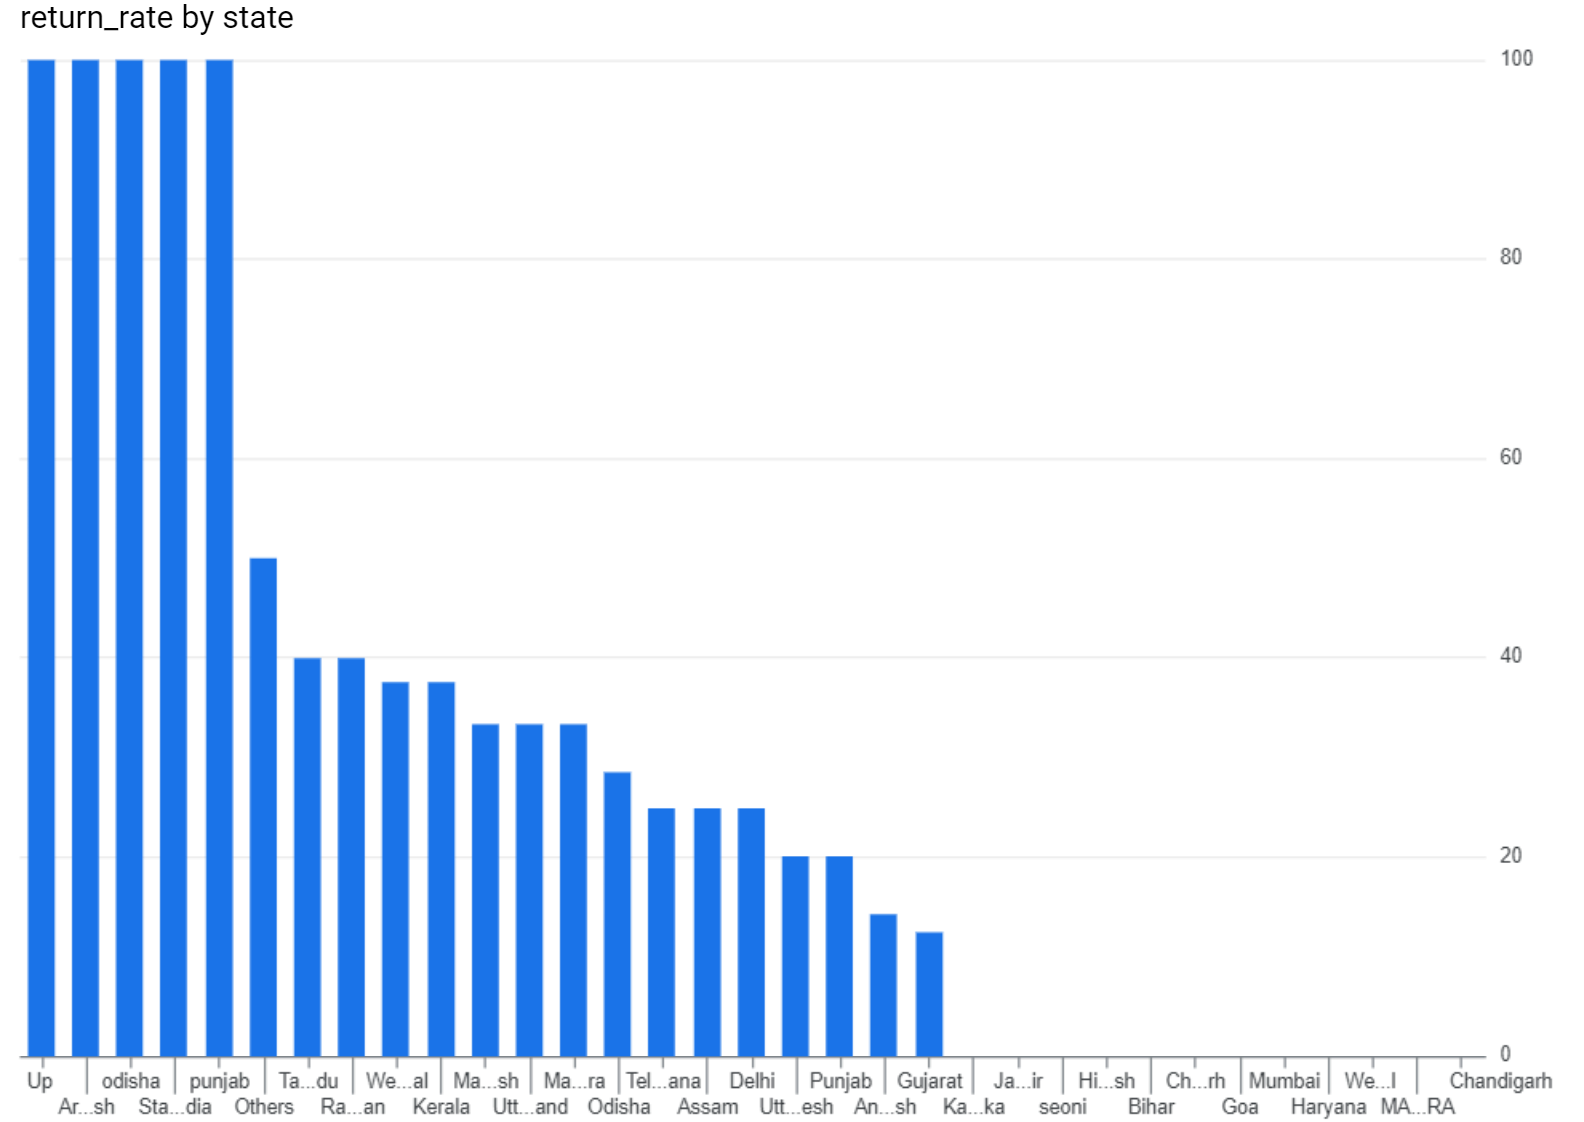 return_rate by state
100
80
60
40
20
0
Up odisha punjab Ta...du We...al Ma...sh Ma...ra Tel...ana Delhi Punjab Gujarat Ja...ir Hi...sh Ch...rh Mumbai We...l Chandigarh
Ar...sh Sta...dia Others Ra...an Kerala Utt...and Odisha Assam Utt...esh An...sh Ka...ka seoni Bihar Goa Haryana MA...RA